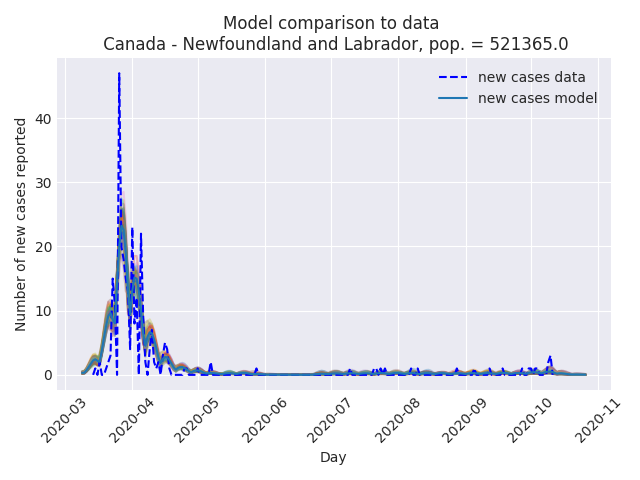 Model comparison to data
Canada - Newfoundland and Labrador, pop. = 521365.0
new cases data
new cases model
Number of new cases reported
40
30
20
10
0
2020-03
2020-04
2020-05
2020-06
2020-07
2020-08
2020-09
2020-10
2020-11
Day